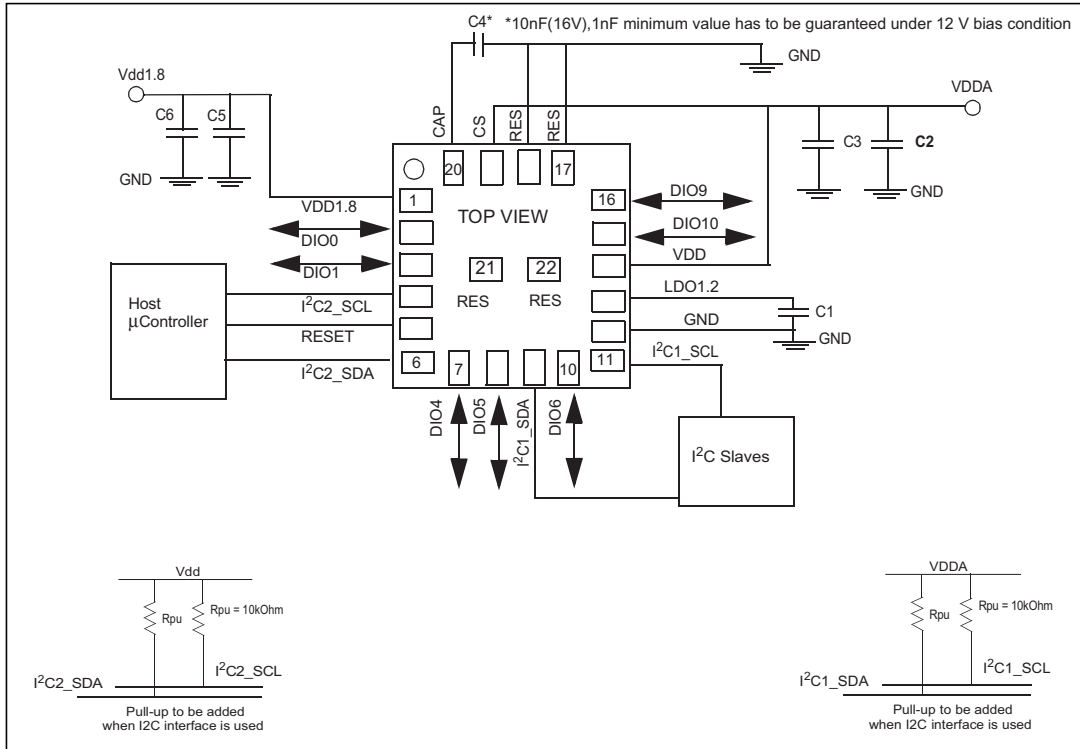 C4* *10nF(16V),1nF minimum value has to be guaranteed under 12 V bias condition
GND
Vdd1.8
VDDA
C6
C5
CAP
CS
RES
RES
C3
C2
GND
GND
20
17
1
16
VDD1.8
TOP VIEW
DIO9
DIO0
DIO10
DIO1
VDD
21
22
RES
RES
LDO1.2
Host
µController
I²C2_SCL
C1
RESET
GND
GND
I²C2_SDA
I²C1_SCL
6
7
10
11
DIO4
DIO5
I²C1_SDA
DIO6
I²C Slaves
Vdd
Rpu
Rpu = 10kOhm
I²C2_SCL
I²C2_SDA
Pull-up to be added
when I2C interface is used
VDDA
Rpu
Rpu = 10kOhm
I²C1_SCL
I²C1_SDA
Pull-up to be added
when I2C interface is used